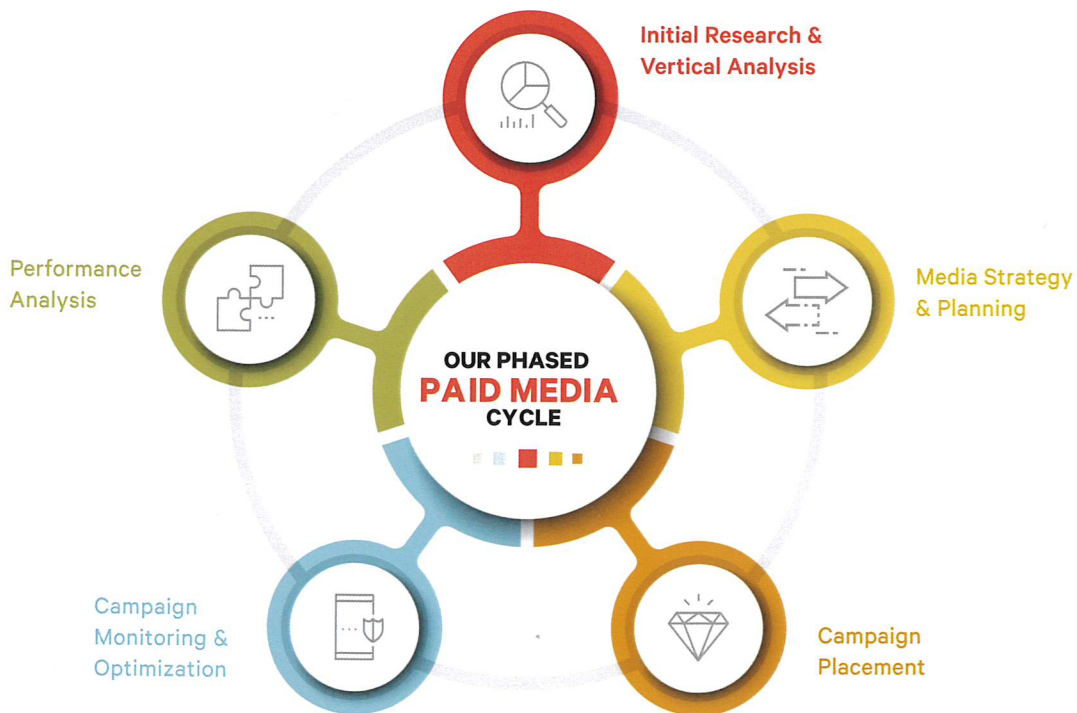 Initial Research &
Vertical Analysis
Media Strategy
& Planning
Campaign
Placement
Campaign
Monitoring &
Optimization
Performance
Analysis
OUR PHASED
PAID MEDIA
CYCLE